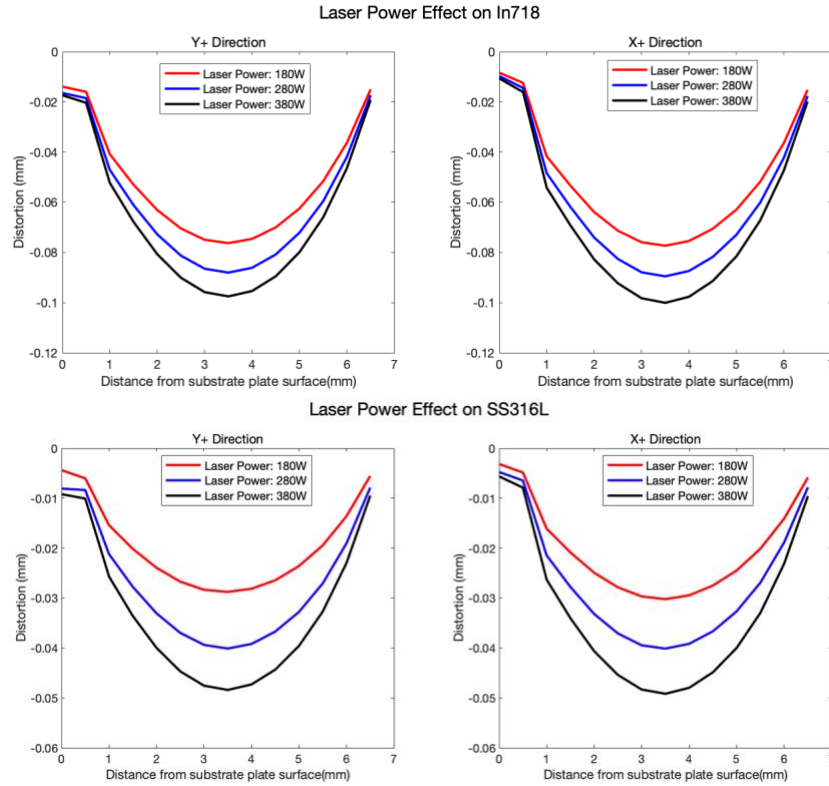 Laser Power Effect on In718
Y+ Direction
Laser Power: 180W
Laser Power: 280W
Laser Power: 380W
0
-0.02
-0.04
-0.06
-0.08
-0.1
-0.12
Distortion (mm)
0 1 2 3 4 5 6 7
Distance from substrate plate surface(mm)
X+ Direction
Laser Power: 180W
Laser Power: 280W
Laser Power: 380W
0
-0.02
-0.04
-0.06
-0.08
-0.1
-0.12
Distortion (mm)
0 1 2 3 4 5 6 7
Distance from substrate plate surface(mm)
Laser Power Effect on SS316L
Y+ Direction
Laser Power: 180W
Laser Power: 280W
Laser Power: 380W
0
-0.01
-0.02
-0.03
-0.04
-0.05
-0.06
Distortion (mm)
0 1 2 3 4 5 6 7
Distance from substrate plate surface(mm)
X+ Direction
Laser Power: 180W
Laser Power: 280W
Laser Power: 380W
0
-0.01
-0.02
-0.03
-0.04
-0.05
-0.06
Distortion (mm)
0 1 2 3 4 5 6 7
Distance from substrate plate surface(mm)